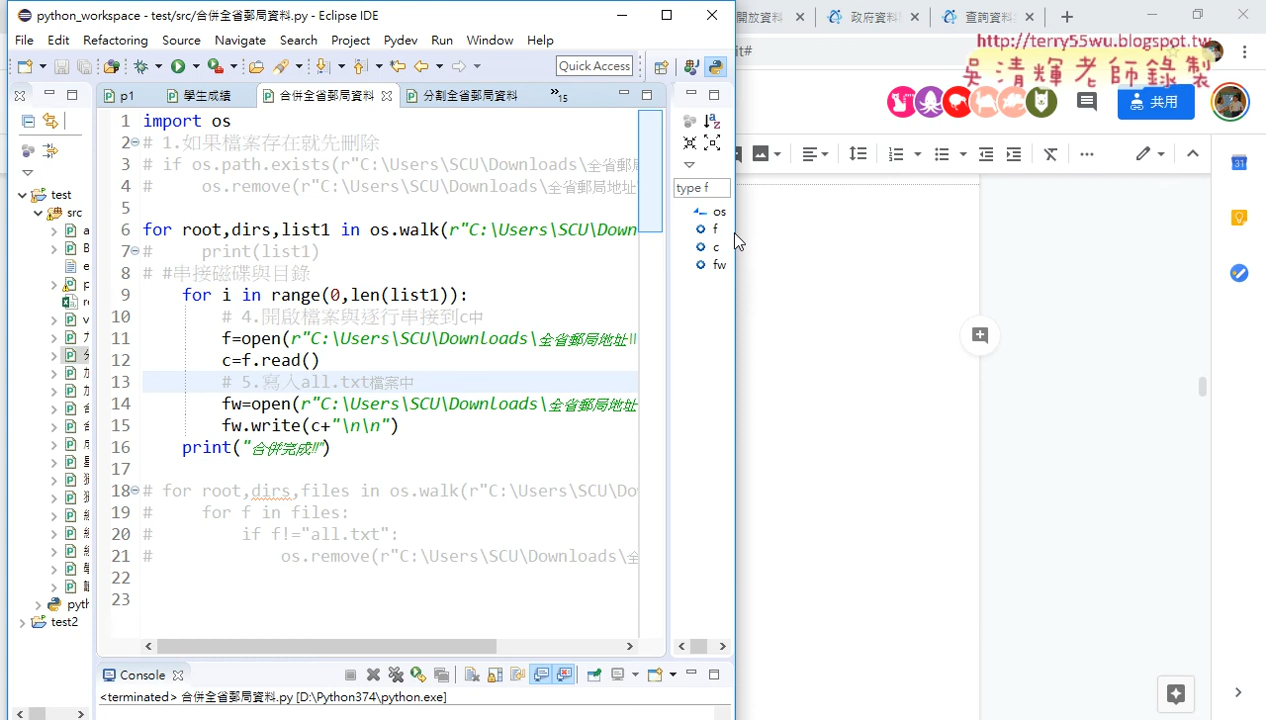 python_workspace - test/src/合併全省郵局資料.py - Eclipse IDE
開放資料
政府資料
查詢資料
File Edit Refactoring Source Navigate Search Project Pydev Run Window Help
it#
http://terry55wu.blogspot.tw
吳清輝老師錄製
Quick Access
共用
p1
學生成績
合併全省郵局資料
分割全省郵局資料
»15
1 import os
2 # 1.如果檔案存在就先刪除
3 # if os.path.exists(r"C:\Users\SCU\Downloads\全省郵局
4 #     os.remove(r"C:\Users\SCU\Downloads\全省郵局地址
5
6 for root,dirs,list1 in os.walk(r"C:\Users\SCU\Down
7 #     print(list1)
8 # #串接磁碟與目錄
9     for i in range(0,len(list1)):
10         # 4.開啟檔案與逐行串接到c中
11         f=open(r"C:\Users\SCU\Downloads\全省郵局地址\\
12         c=f.read()
13         # 5.寫入all.txt檔案中
14         fw=open(r"C:\Users\SCU\Downloads\全省郵局地址
15         fw.write(c+"\n\n")
16     print("合併完成!!")
17
18 # for root,dirs,files in os.walk(r"C:\Users\SCU\Do
19 #     for f in files:
20 #         if f!="all.txt":
21 #             os.remove(r"C:\Users\SCU\Downloads\全
22
23
type f
os
f
c
fw
test
src
pyth
test2
Console
<terminated> 合併全省郵局資料.py [D:\Python374\python.exe]
31